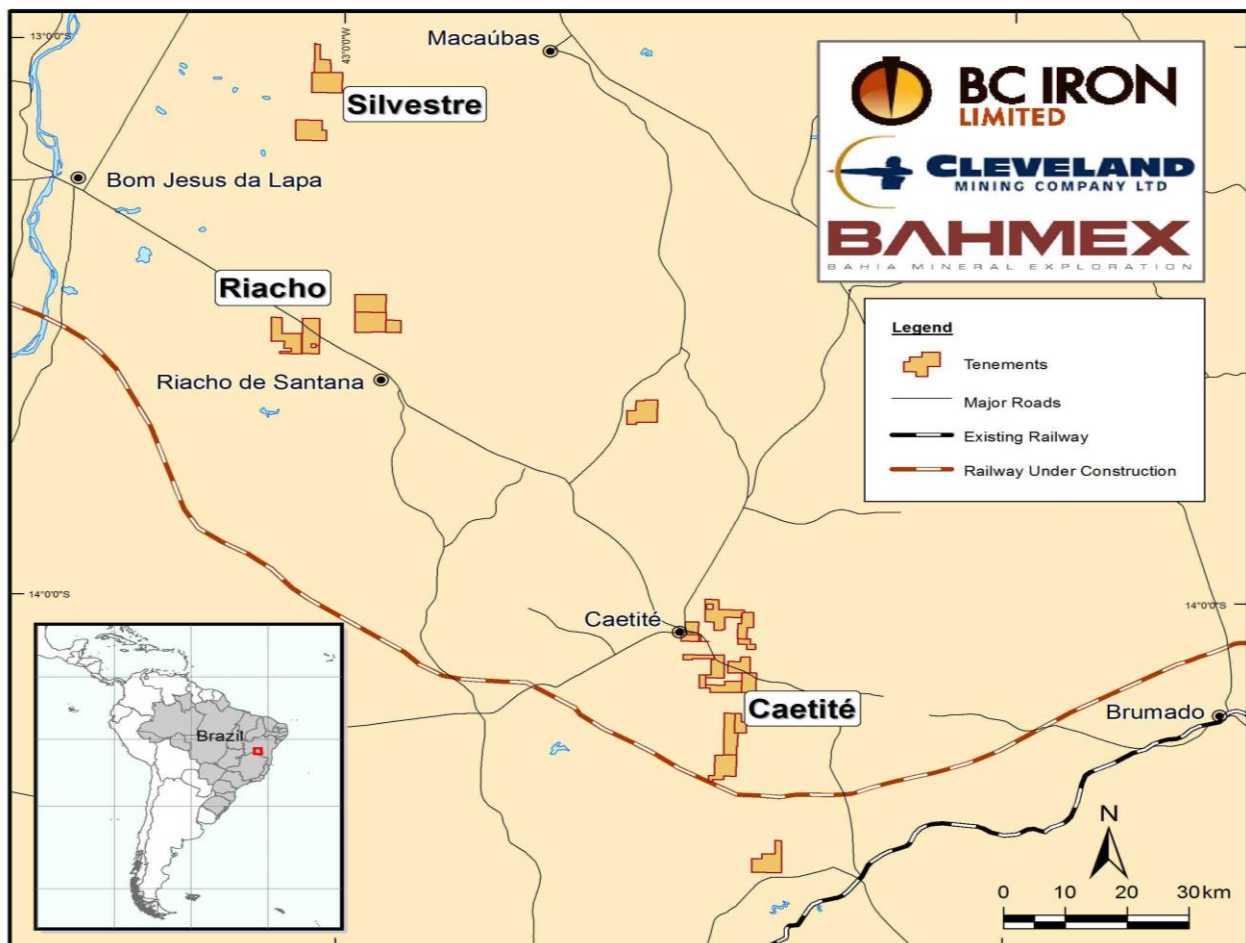 13°0'0"S
43°0'0"W
Macaúbas
Silvestre
Bom Jesus da Lapa
BC IRON
LIMITED
CLEVELAND
MINING COMPANY LTD
BAHMEX
BAHIA MINERAL EXPLORATION
Riacho
Riacho de Santana
Legend
Tenements
Major Roads
Existing Railway
Railway Under Construction
14°0'0"S
14°0'0"S
Caetité
Caetité
Brumado
Brazil
N
0 10 20 30 km